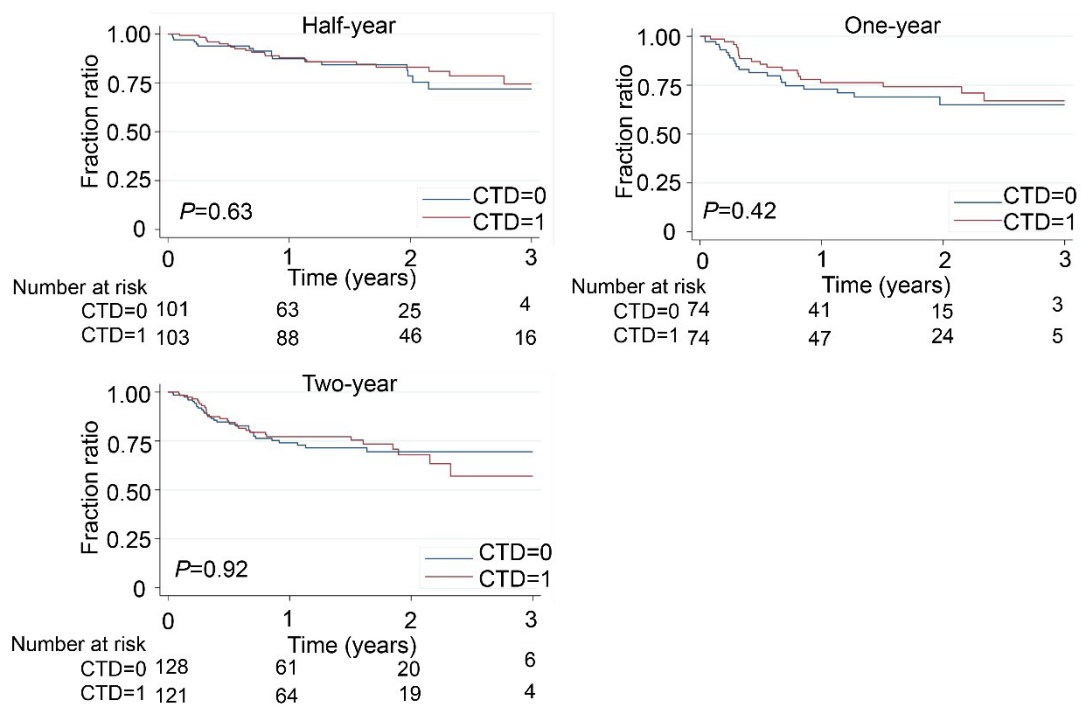 Half-year
Fraction ratio
1.00
0.75
0.50
0.25
0
P=0.63
CTD=0
CTD=1
0 1 2 3
Time (years)
Number at risk
CTD=0 101 63 25 4
CTD=1 103 88 46 16
One-year
Fraction ratio
1.00
0.75
0.50
0.25
0
P=0.42
CTD=0
CTD=1
0 1 2 3
Time (years)
Number at risk
CTD=0 74 41 15 3
CTD=1 74 47 24 5
Two-year
Fraction ratio
1.00
0.75
0.50
0.25
0
P=0.92
CTD=0
CTD=1
0 1 2 3
Time (years)
Number at risk
CTD=0 128 61 20 6
CTD=1 121 64 19 4